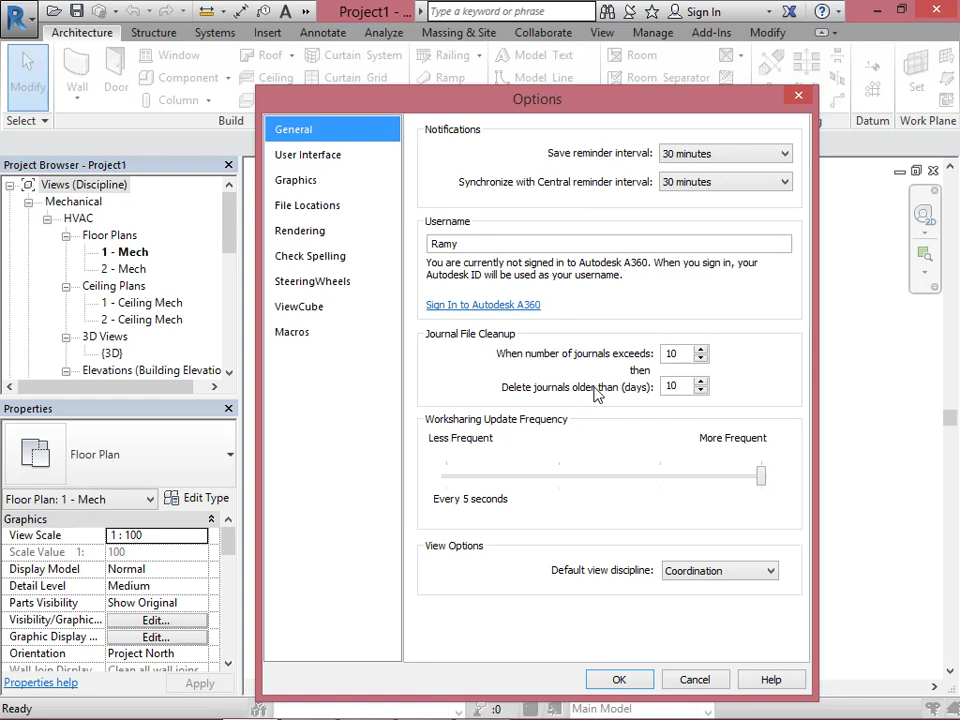 Project1 - ...
Type a keyword or phrase
Sign In
Architecture
Structure
Systems
Insert
Annotate
Analyze
Massing & Site
Collaborate
View
Manage
Add-Ins
Modify
Modify
Wall
Door
Window
Component
Column
Roof
Ceiling
Curtain System
Curtain Grid
Railing
Ramp
Model Text
Model Line
Room
Room Separator
Set
Select
Build
Datum
Work Plane
Project Browser - Project1
Views (Discipline)
Mechanical
HVAC
Floor Plans
1 - Mech
2 - Mech
Ceiling Plans
1 - Ceiling Mech
2 - Ceiling Mech
3D Views
{3D}
Elevations (Building Elevatio
Properties
Floor Plan
Floor Plan: 1 - Mech
Edit Type
Graphics
View Scale 1 : 100
Scale Value 1: 100
Display Model Normal
Detail Level Medium
Parts Visibility Show Original
Visibility/Graphic... Edit...
Graphic Display ... Edit...
Orientation Project North
Wall Join Display Clean all wall joins
Properties help
Apply
Ready
Options
General
User Interface
Graphics
File Locations
Rendering
Check Spelling
SteeringWheels
ViewCube
Macros
Notifications
Save reminder interval: 30 minutes
Synchronize with Central reminder interval: 30 minutes
Username
Ramy
You are currently not signed in to Autodesk A360. When you sign in, your
Autodesk ID will be used as your username.
Sign In to Autodesk A360
Journal File Cleanup
When number of journals exceeds: 10
then
Delete journals older than (days): 10
Worksharing Update Frequency
Less Frequent
More Frequent
Every 5 seconds
View Options
Default view discipline: Coordination
OK
Cancel
Help
2D
:0
Main Model